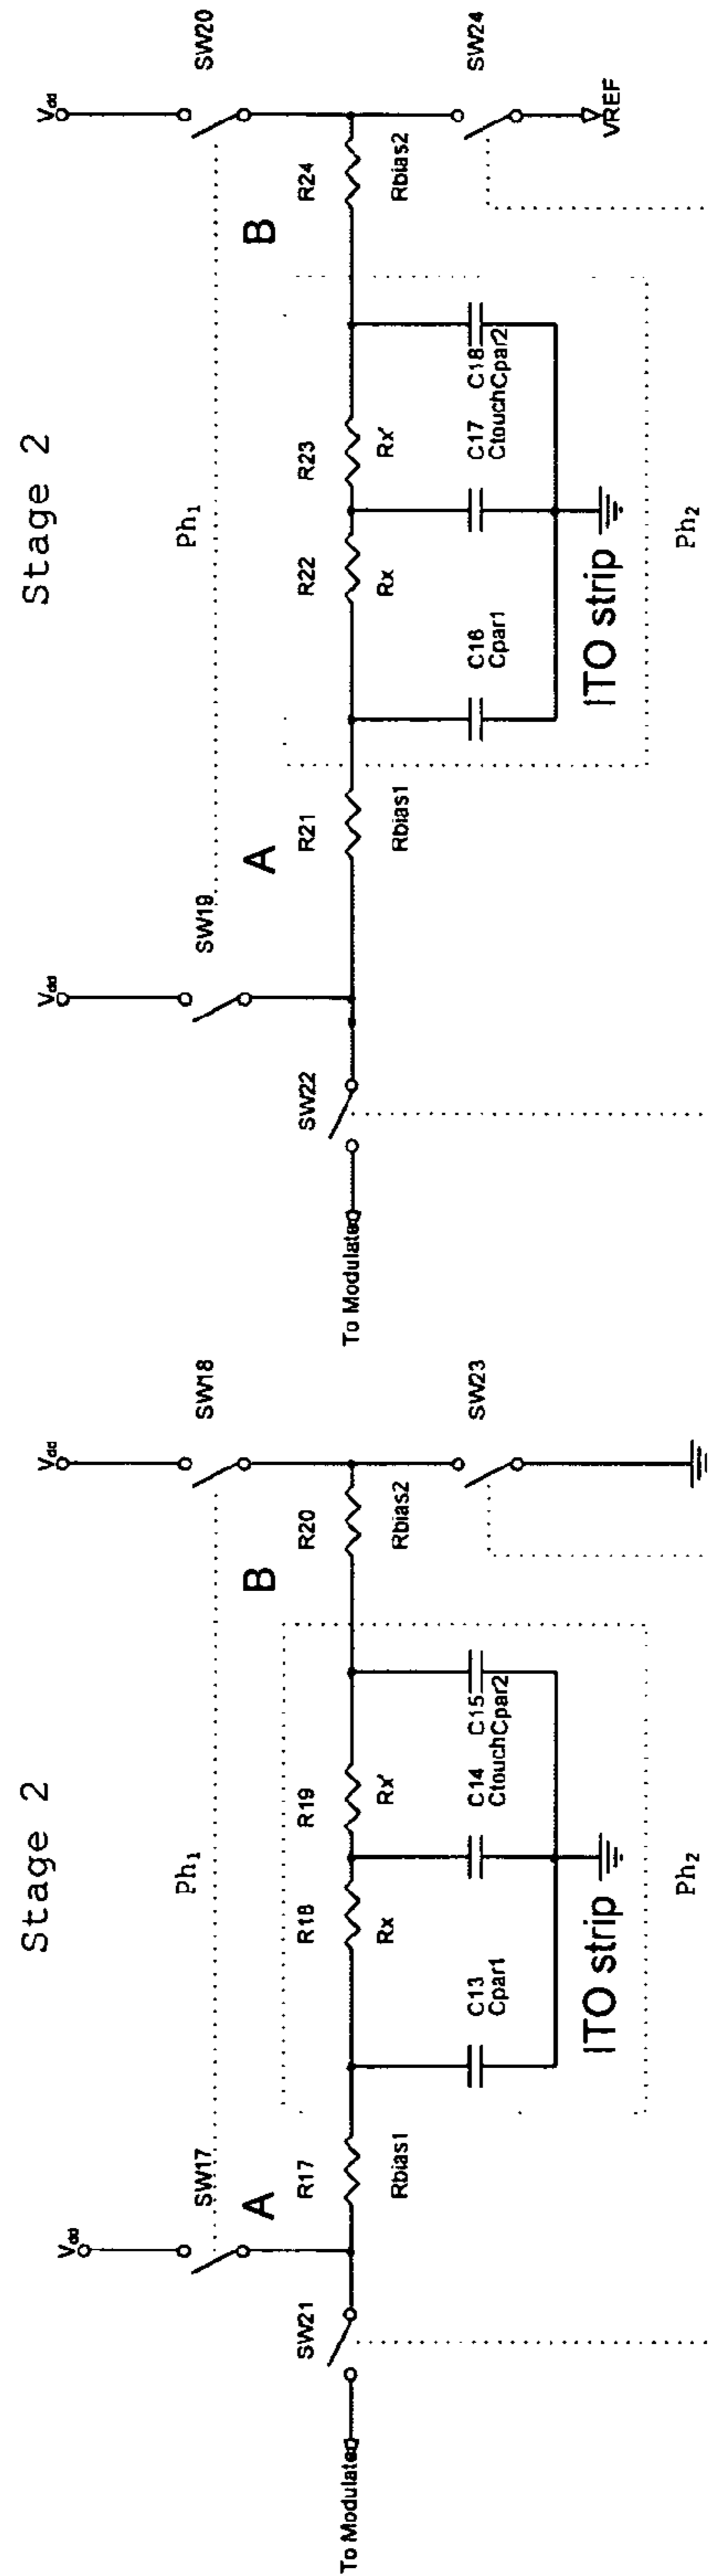 Stage 2
Ph₁
Vdd
SW17
SW18
Vdd
SW21
A
B
R17
R18
R19
R20
Rbias1
Rx
Rx'
Rbias2
To Modulated
C13
Cpar1
C14
C15
CtouchCpar2
SW23
ITO strip
Ph₂
Stage 2
Ph₁
Vdd
SW19
SW20
Vdd
SW22
A
B
R21
R22
R23
R24
Rbias1
Rx
Rx'
Rbias2
To Modulated
C16
Cpar1
C17
C18
CtouchCpar2
SW24
VREF
ITO strip
Ph₂